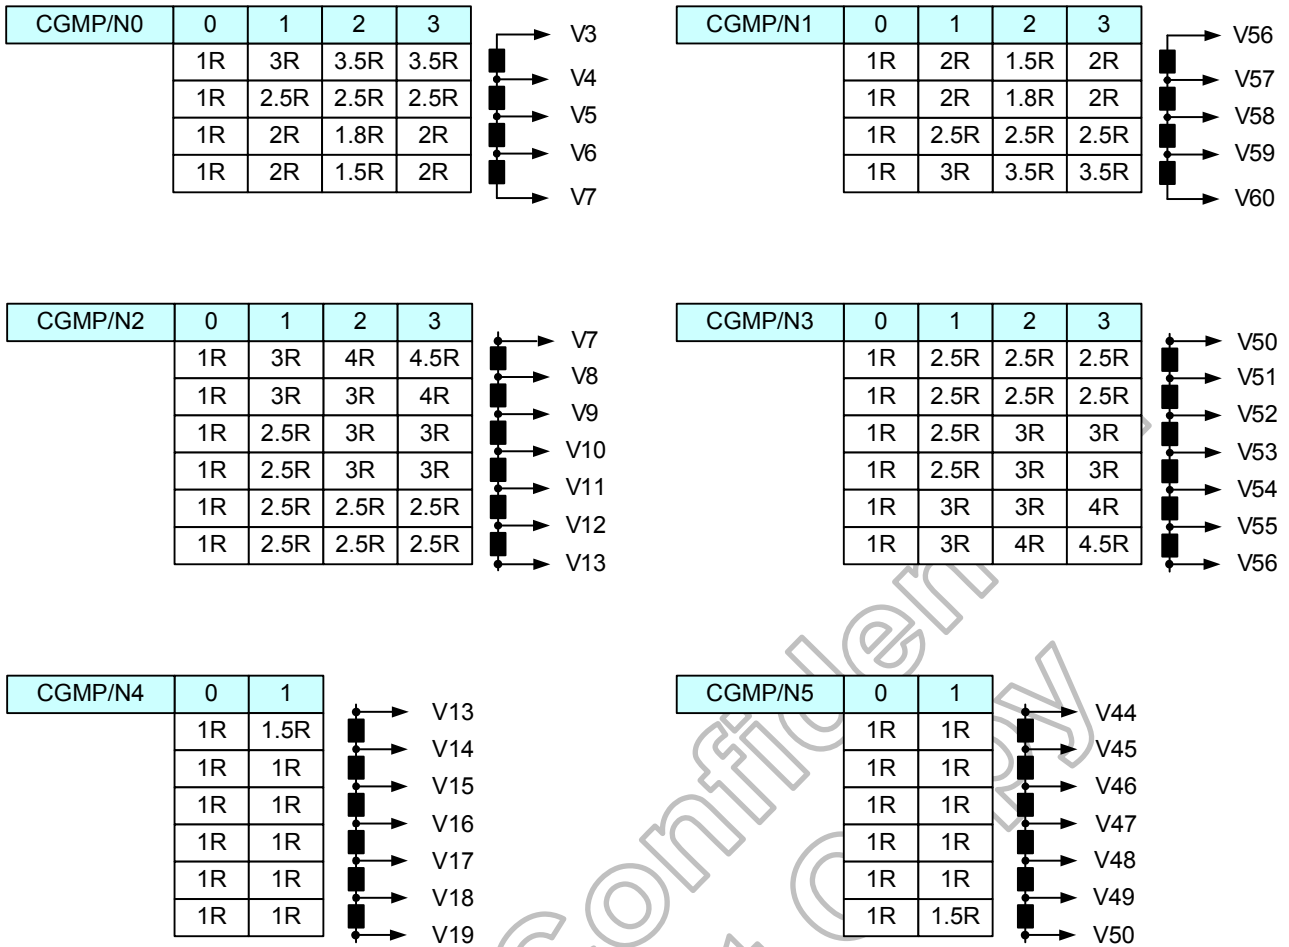 CGMP/N0 0 1 2 3
1R 3R 3.5R 3.5R
1R 2.5R 2.5R 2.5R
1R 2R 1.8R 2R
1R 2R 1.5R 2R
V3
V4
V5
V6
V7
CGMP/N1 0 1 2 3
1R 2R 1.5R 2R
1R 2R 1.8R 2R
1R 2.5R 2.5R 2.5R
1R 3R 3.5R 3.5R
V56
V57
V58
V59
V60
CGMP/N2 0 1 2 3
1R 3R 4R 4.5R
1R 3R 3R 4R
1R 2.5R 3R 3R
1R 2.5R 3R 3R
1R 2.5R 2.5R 2.5R
1R 2.5R 2.5R 2.5R
V7
V8
V9
V10
V11
V12
V13
CGMP/N3 0 1 2 3
1R 2.5R 2.5R 2.5R
1R 2.5R 2.5R 2.5R
1R 2.5R 3R 3R
1R 2.5R 3R 3R
1R 3R 3R 4R
1R 3R 4R 4.5R
V50
V51
V52
V53
V54
V55
V56
CGMP/N4 0 1
1R 1.5R
1R 1R
1R 1R
1R 1R
1R 1R
1R 1R
V13
V14
V15
V16
V17
V18
V19
CGMP/N5 0 1
1R 1R
1R 1R
1R 1R
1R 1R
1R 1R
1R 1.5R
V44
V45
V46
V47
V48
V49
V50